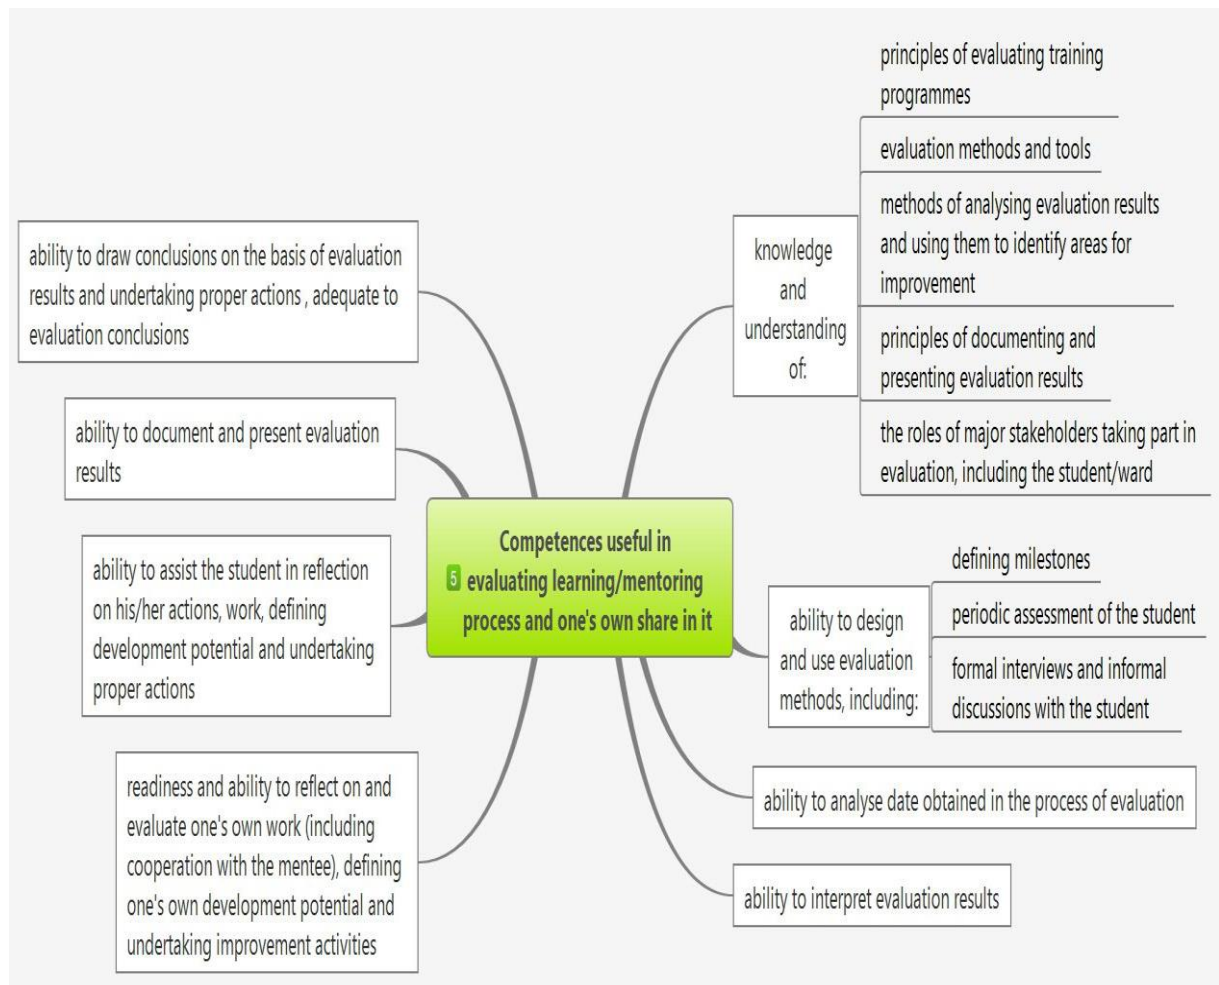 Competences useful in
5 evaluating learning/mentoring
process and one's own share in it
knowledge
and
understanding
of:
principles of evaluating training
programmes
evaluation methods and tools
methods of analysing evaluation results
and using them to identify areas for
improvement
principles of documenting and
presenting evaluation results
the roles of major stakeholders taking part in
evaluation, including the student/ward
ability to design
and use evaluation
methods, including:
defining milestones
periodic assessment of the student
formal interviews and informal
discussions with the student
ability to analyse date obtained in the process of evaluation
ability to interpret evaluation results
ability to draw conclusions on the basis of evaluation
results and undertaking proper actions , adequate to
evaluation conclusions
ability to document and present evaluation
results
ability to assist the student in reflection
on his/her actions, work, defining
development potential and undertaking
proper actions
readiness and ability to reflect on and
evaluate one's own work (including
cooperation with the mentee), defining
one's own development potential and
undertaking improvement activities